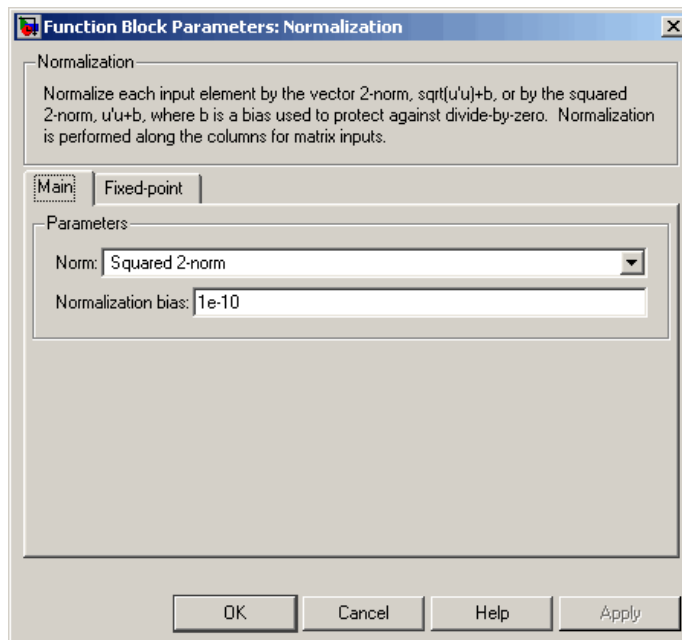 Function Block Parameters: Normalization
Normalization
Normalize each input element by the vector 2-norm, sqrt(u'u)+b, or by the squared
2-norm, u'u+b, where b is a bias used to protect against divide-by-zero.  Normalization
is performed along the columns for matrix inputs.
Main Fixed-point
Parameters
Norm: Squared 2-norm
Normalization bias: 1e-10
OK Cancel Help Apply